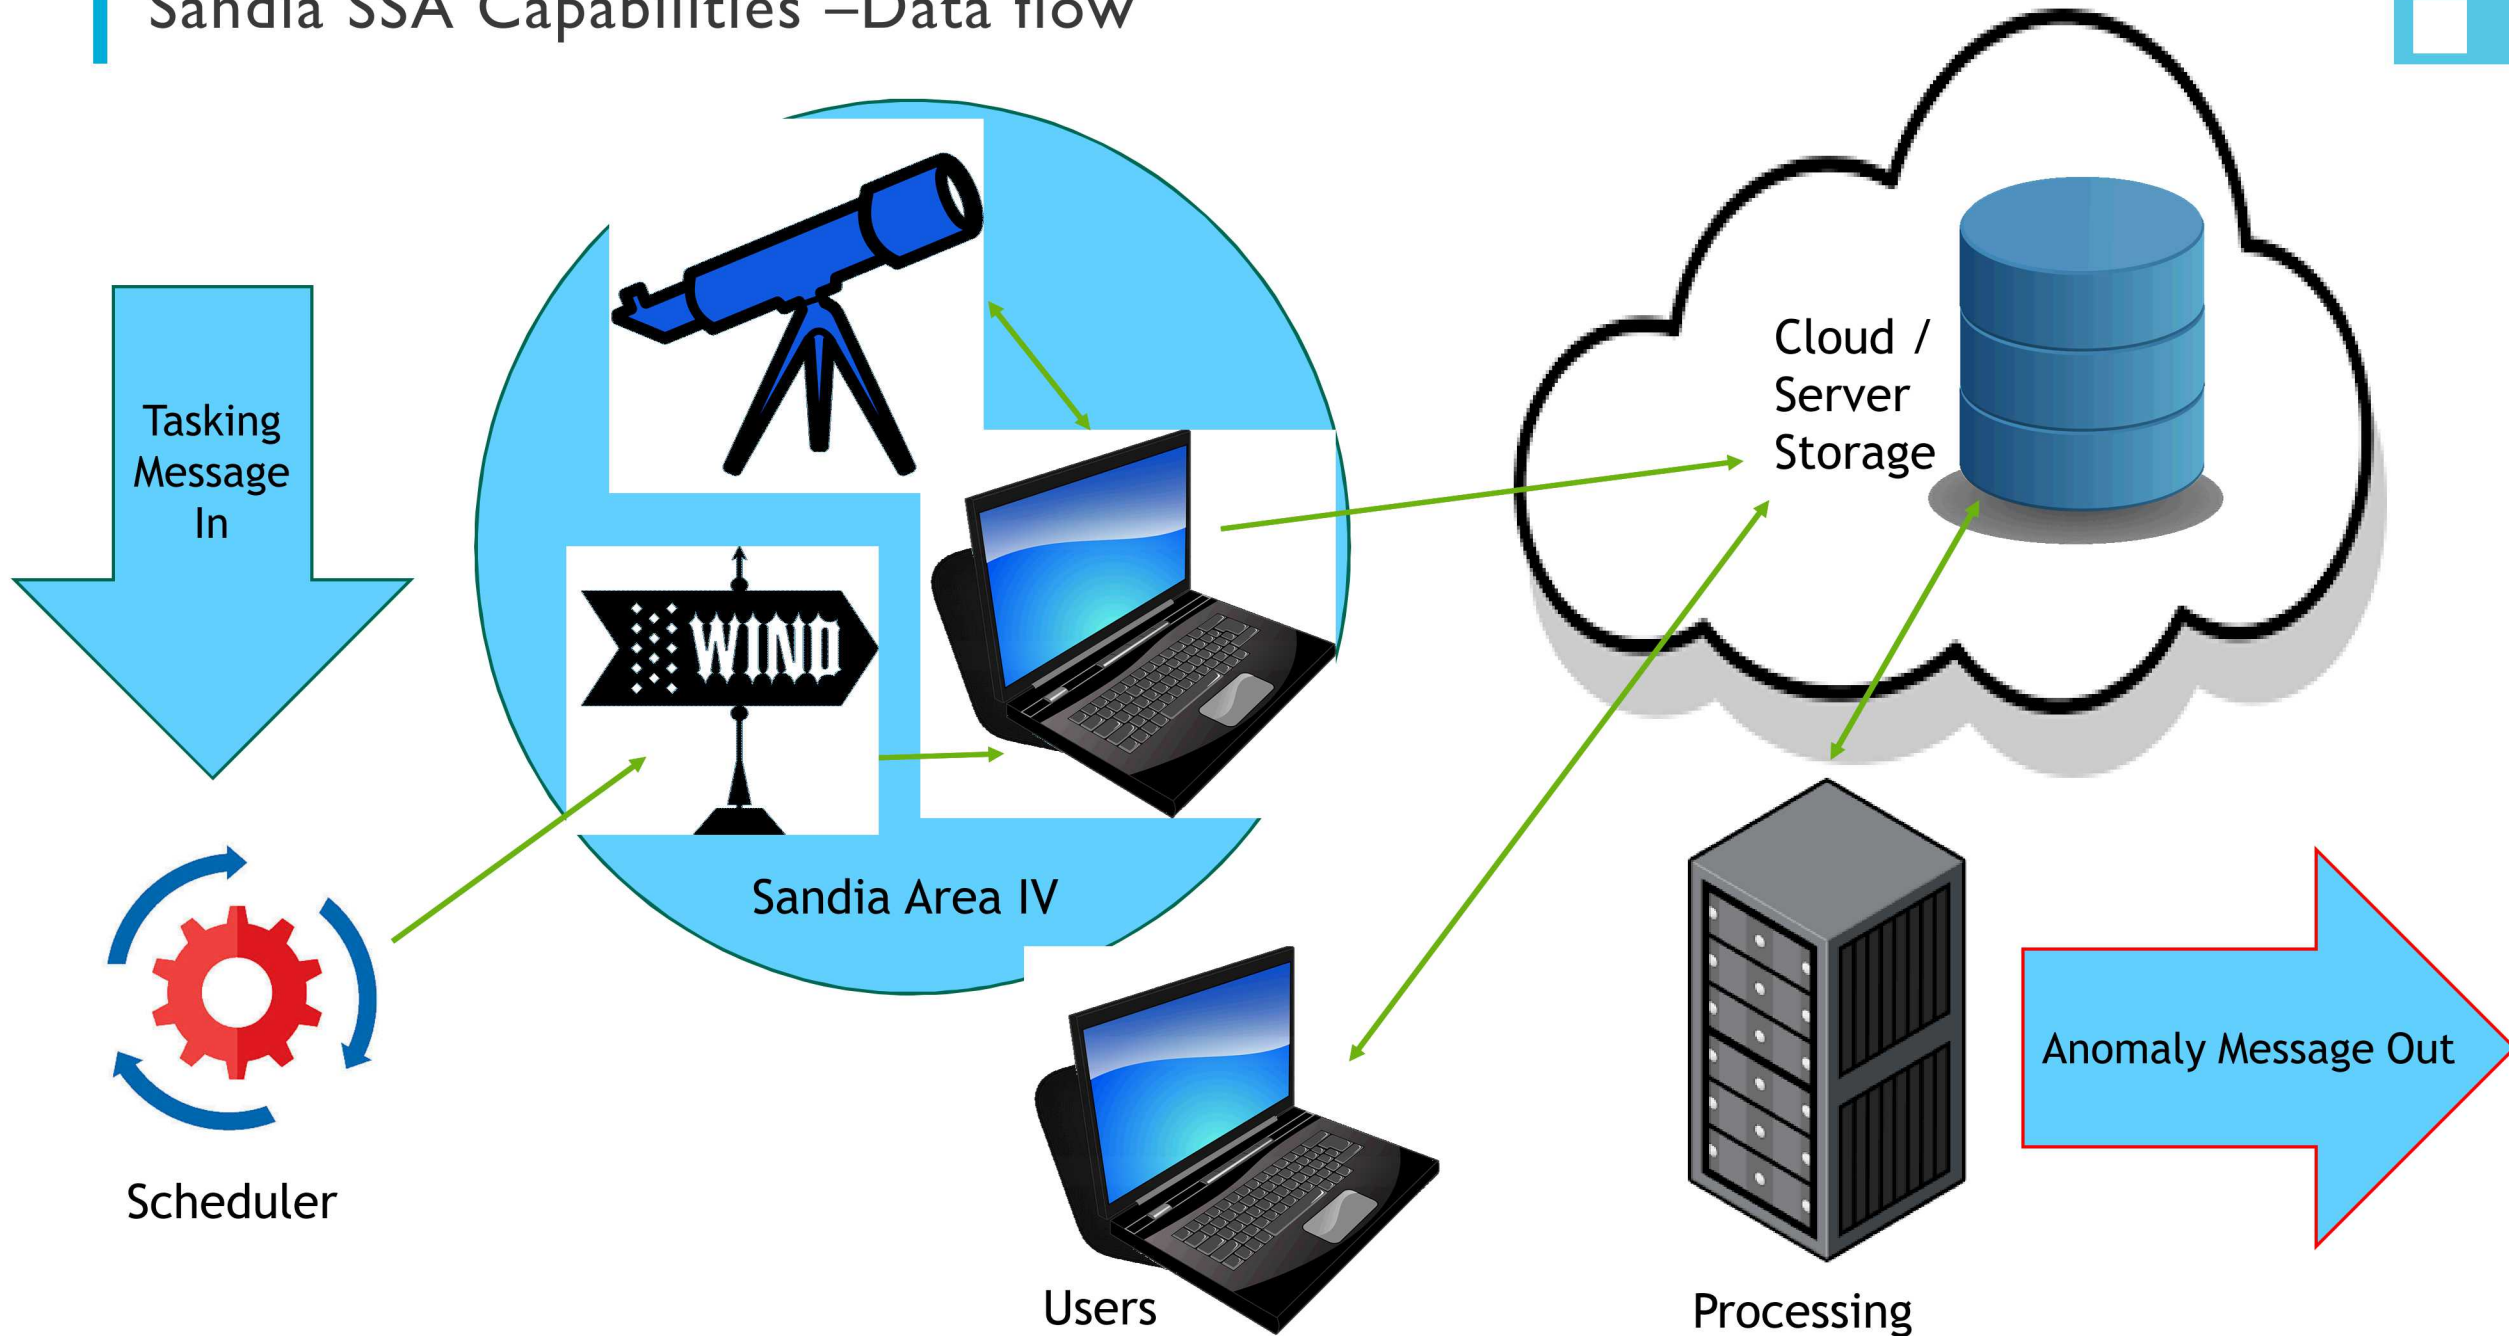 Sandia SSA Capabilities –Data flow
Tasking
Message
In
WIND
Sandia Area IV
Cloud /
Server
Storage
Scheduler
Users
Processing
Anomaly Message Out